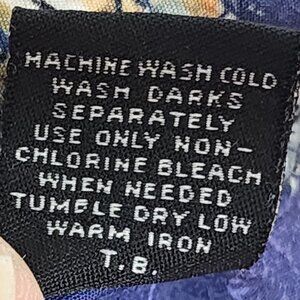 MACHINE WASH COLD
WASH DARKS
SEPARATELY
USE ONLY NON-
CHLORINE BLEACH
WHEN NEEDED
TUMBLE DRY LOW
WARM IRON
T.B.